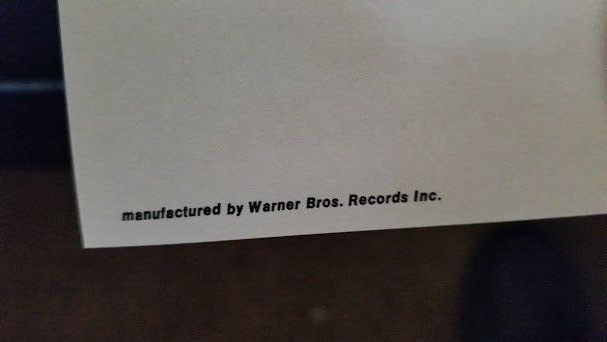 manufactured by Warner Bros. Records Inc.